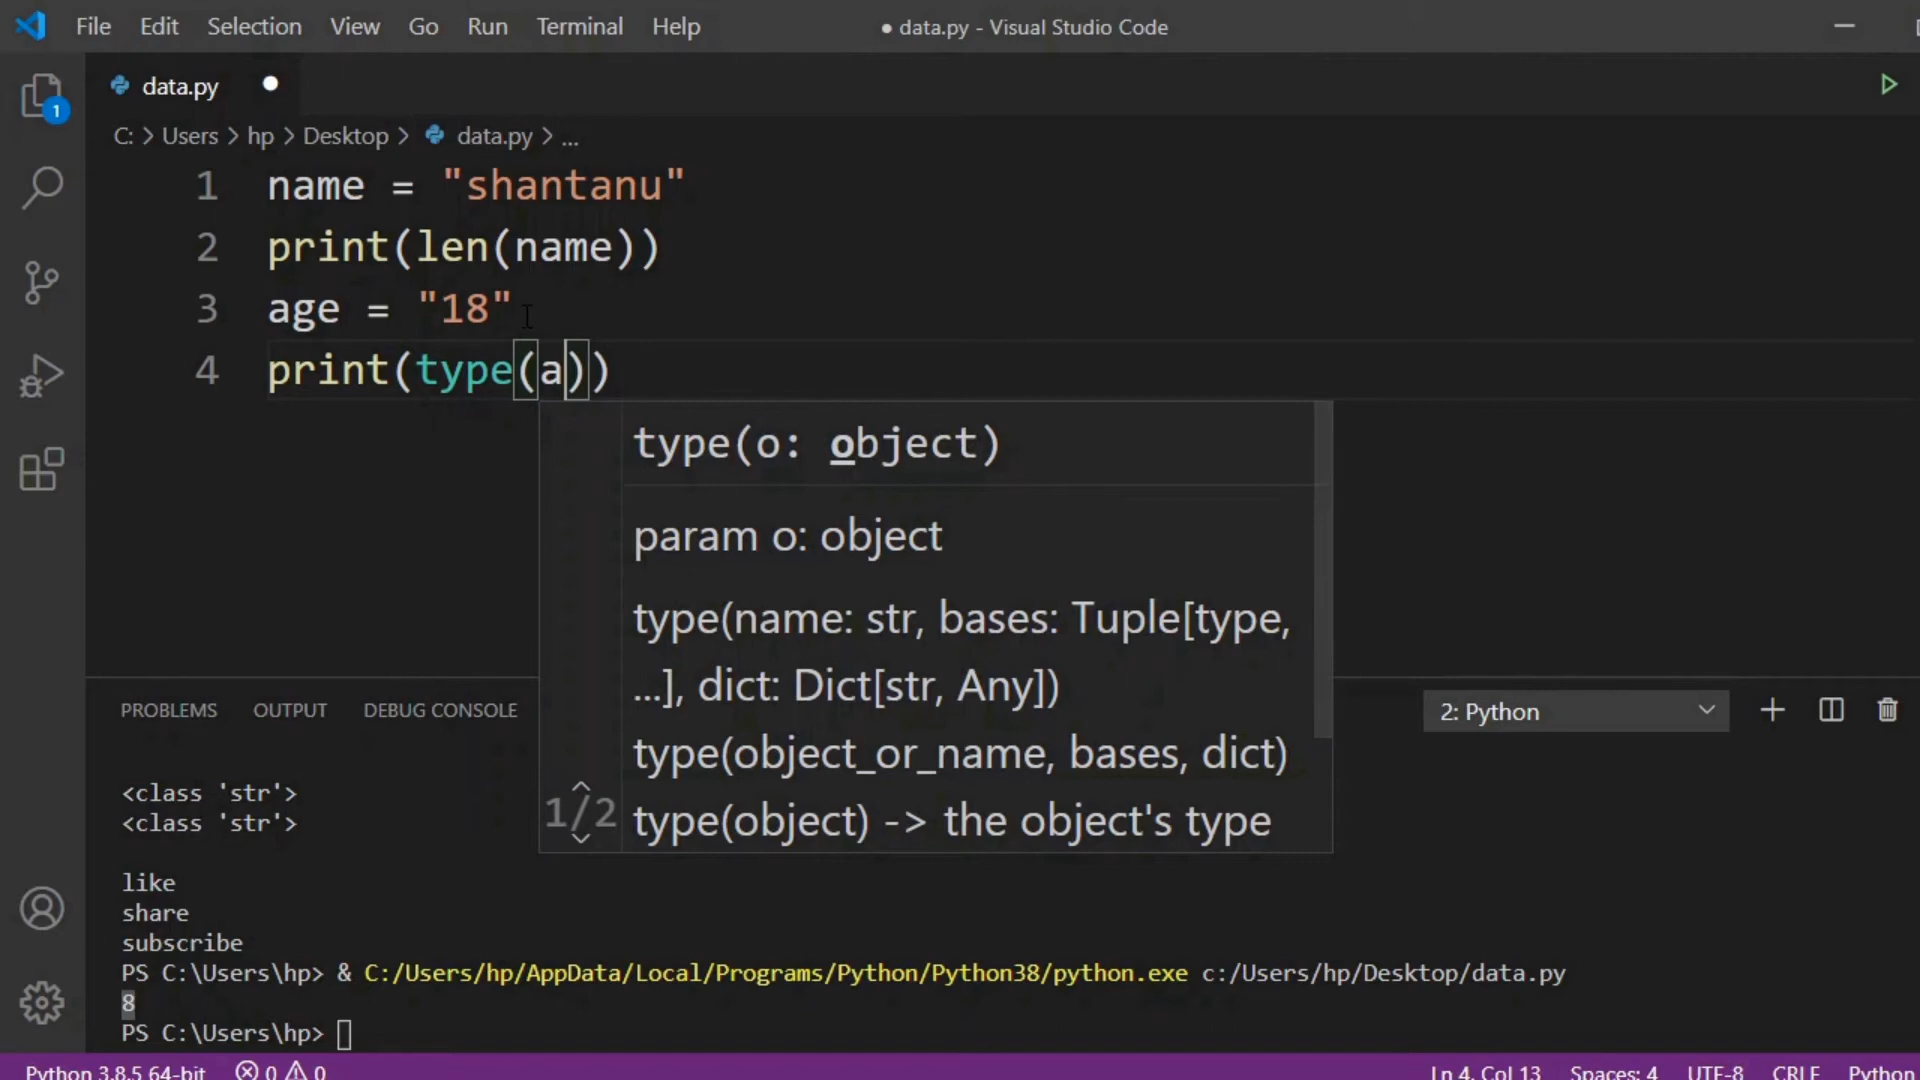 File Edit Selection View Go Run Terminal Help ● data.py - Visual Studio Code
data.py
1
C: > Users > hp > Desktop > data.py > ...
1 name = "shantanu"
2 print(len(name))
3 age = "18"
4 print(type(a))
type(o: object)
param o: object
type(name: str, bases: Tuple[type,
...], dict: Dict[str, Any])
type(object_or_name, bases, dict)
1/2 type(object) -> the object's type
PROBLEMS OUTPUT DEBUG CONSOLE 2: Python
<class 'str'>
<class 'str'>
like
share
subscribe
PS C:\Users\hp> & C:/Users/hp/AppData/Local/Programs/Python/Python38/python.exe c:/Users/hp/Desktop/data.py
8
PS C:\Users\hp>
Python 3.8.5 64-bit 0 0 Ln 4, Col 13 Spaces: 4 UTF-8 CRLF Python